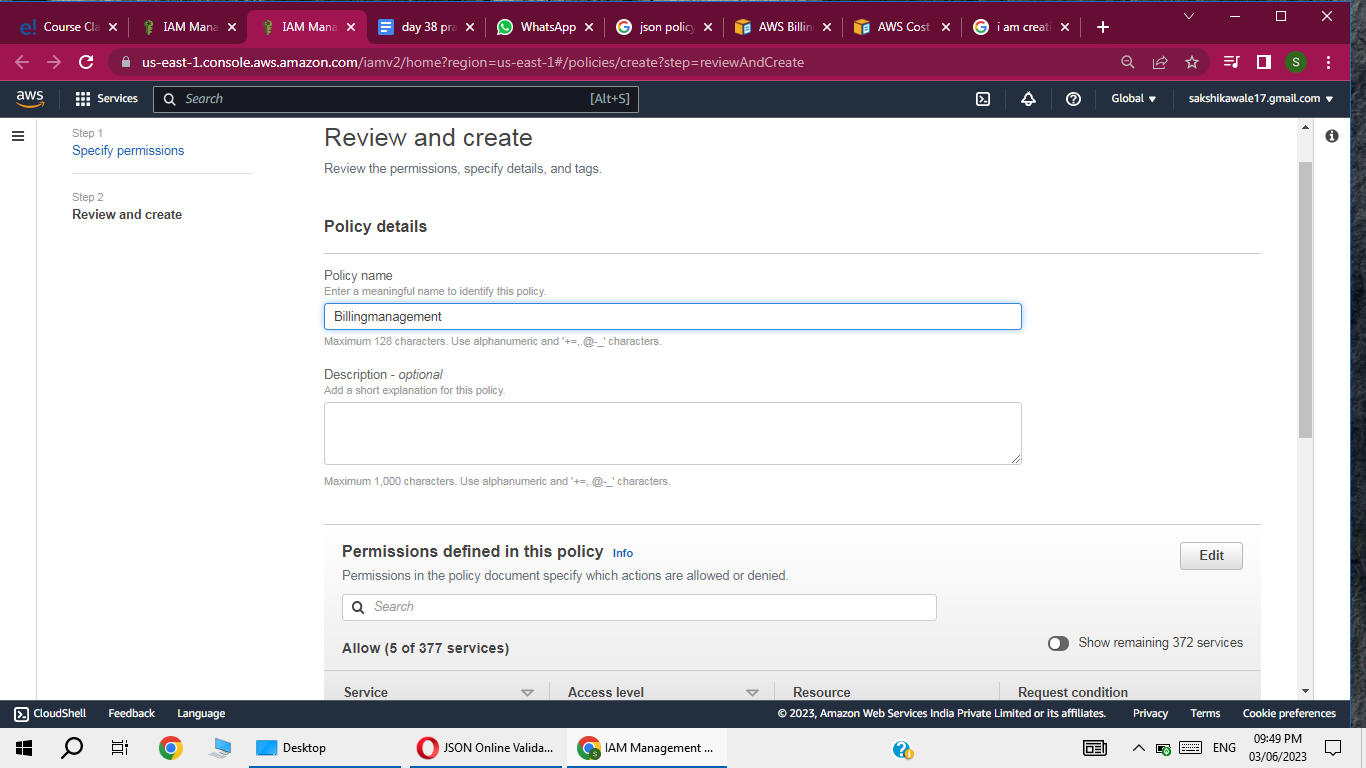 Course Cla
IAM Mana
IAM Mana
day 38 pra
WhatsApp
json policy
AWS Billin
AWS Cost
i am creati
us-east-1.console.aws.amazon.com/iamv2/home?region=us-east-1#/policies/create?step=reviewAndCreate
S
aws
Services
Search
[Alt+S]
Global
sakshikawale17.gmail.com
Step 1
Specify permissions
Step 2
Review and create
Review and create
Review the permissions, specify details, and tags.
Policy details
Policy name
Enter a meaningful name to identify this policy.
Billingmanagement
Maximum 128 characters. Use alphanumeric and '+=,.@-_' characters.
Description - optional
Add a short explanation for this policy.
Maximum 1,000 characters. Use alphanumeric and '+=,.@-_' characters.
Permissions defined in this policy Info
Edit
Permissions in the policy document specify which actions are allowed or denied.
Search
Allow (5 of 377 services)
Show remaining 372 services
Service
Access level
Resource
Request condition
CloudShell
Feedback
Language
© 2023, Amazon Web Services India Private Limited or its affiliates.
Privacy
Terms
Cookie preferences
Desktop
JSON Online Valida...
IAM Management ...
ENG
09:49 PM
03/06/2023